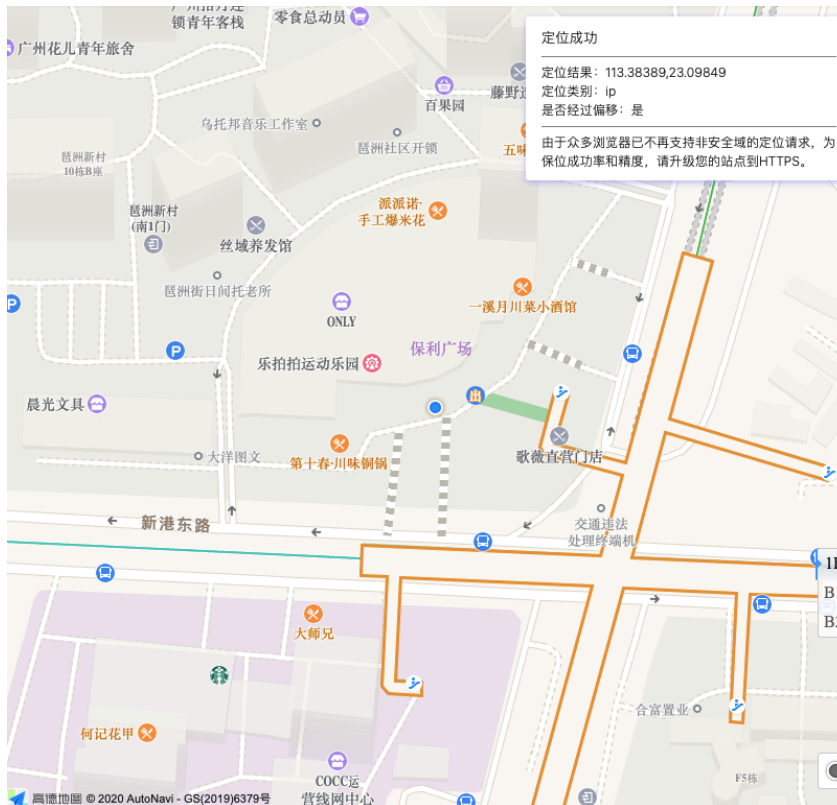 锁青年客栈
零食总动员
广州花儿青年旅舍
百果园
乌托邦音乐工作室
琶洲社区开锁
琶洲新村
10栋B座
派派诺·
手工爆米花
琶洲新村
(南1门)
丝域养发馆
琶洲街日间托老所
ONLY
一溪月川菜小酒馆
保利广场
乐拍拍运动乐园
晨光文具
大洋图文
第十春·川味铜锅
歌薇直营门店
新港东路
交通违法
处理终端机
大师兄
何记花甲
合富置业
COCC运
营线网中心
F5栋
P
P
B
高德地图 © 2020 AutoNavi - GS(2019)6379号
定位成功
定位结果：113.38389,23.09849
定位类别：ip
是否经过偏移：是
由于众多浏览器已不再支持非安全域的定位请求，为
保位成功率和精度，请升级您的站点到HTTPS。